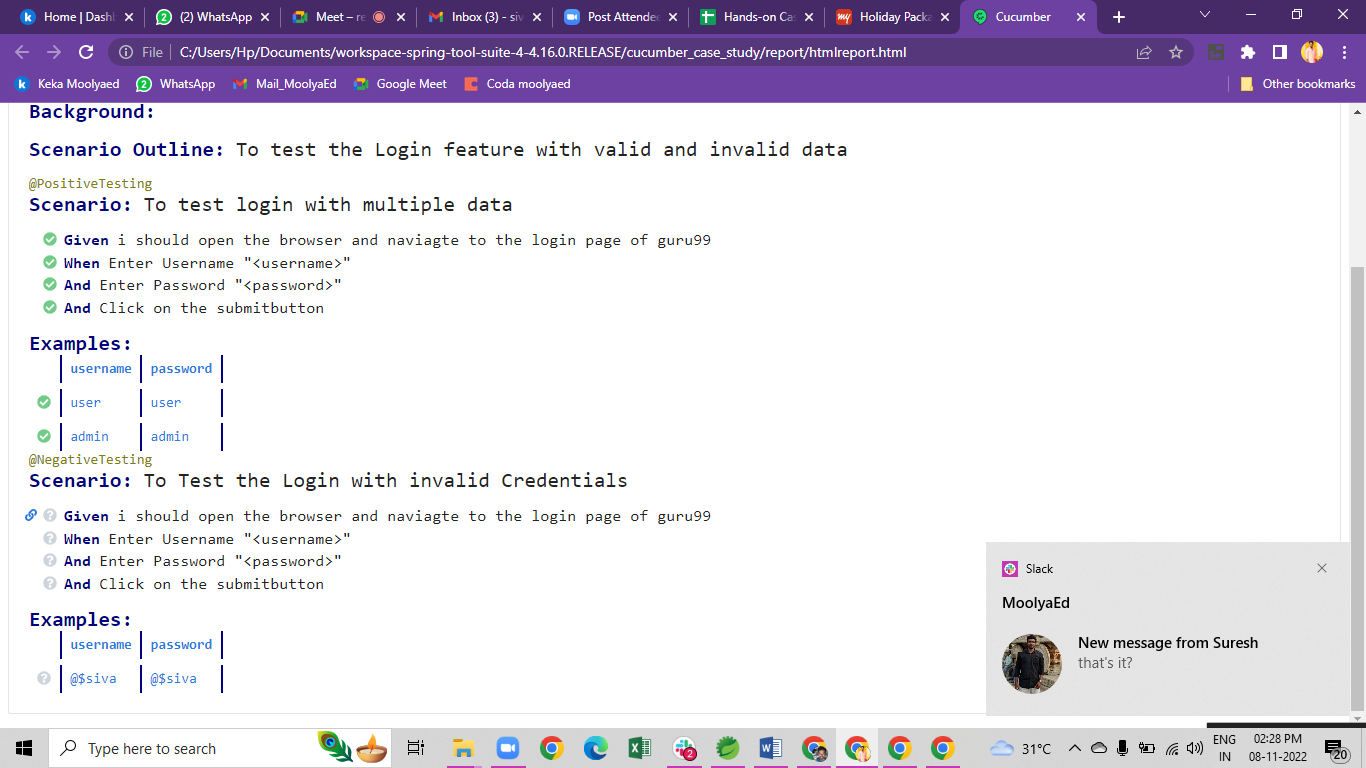 Home | Dash
(2) WhatsApp
Meet – re
Inbox (3) - siv
Post Attendee
Hands-on Ca
Holiday Packa
Cucumber
File | C:/Users/Hp/Documents/workspace-spring-tool-suite-4-4.16.0.RELEASE/cucumber_case_study/report/htmlreport.html
Keka Moolyaed
WhatsApp
Mail_MoolyaEd
Google Meet
Coda moolyaed
Other bookmarks
Background:
Scenario Outline: To test the Login feature with valid and invalid data
@PositiveTesting
Scenario: To test login with multiple data
Given i should open the browser and naviagte to the login page of guru99
When Enter Username "<username>"
And Enter Password "<password>"
And Click on the submitbutton
Examples:
username password
user user
admin admin
@NegativeTesting
Scenario: To Test the Login with invalid Credentials
Given i should open the browser and naviagte to the login page of guru99
When Enter Username "<username>"
And Enter Password "<password>"
And Click on the submitbutton
Examples:
username password
@$siva @$siva
Slack
MoolyaEd
New message from Suresh
that's it?
Type here to search
2
31°C
ENG
IN
02:28 PM
08-11-2022
20